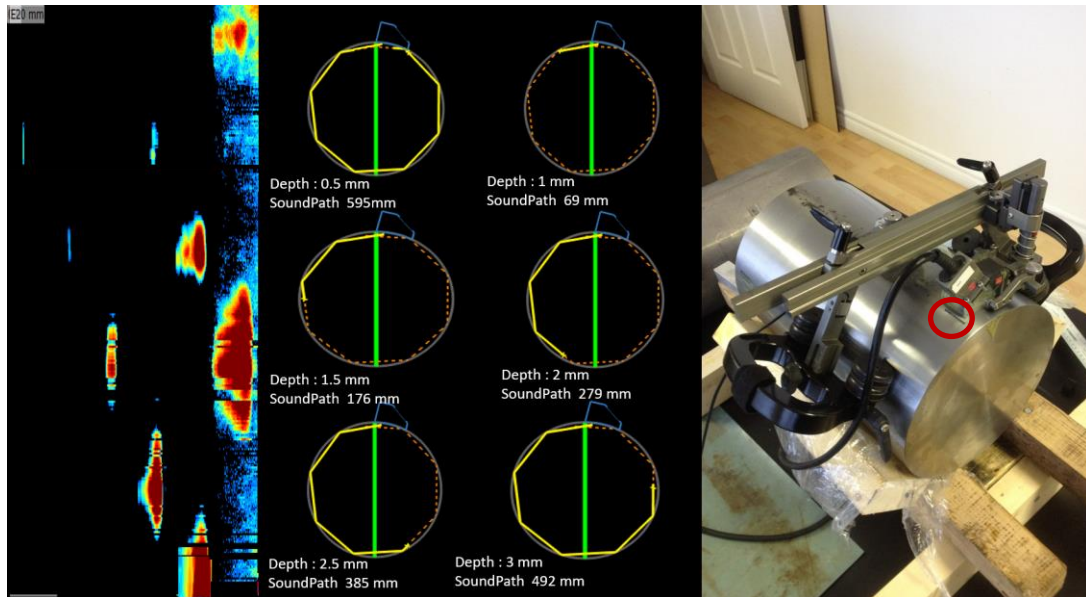 E20 mm
Depth : 0.5 mm
SoundPath 595mm
Depth : 1 mm
SoundPath 69 mm
Depth : 1.5 mm
SoundPath 176 mm
Depth : 2 mm
SoundPath 279 mm
Depth : 2.5 mm
SoundPath 385 mm
Depth : 3 mm
SoundPath 492 mm